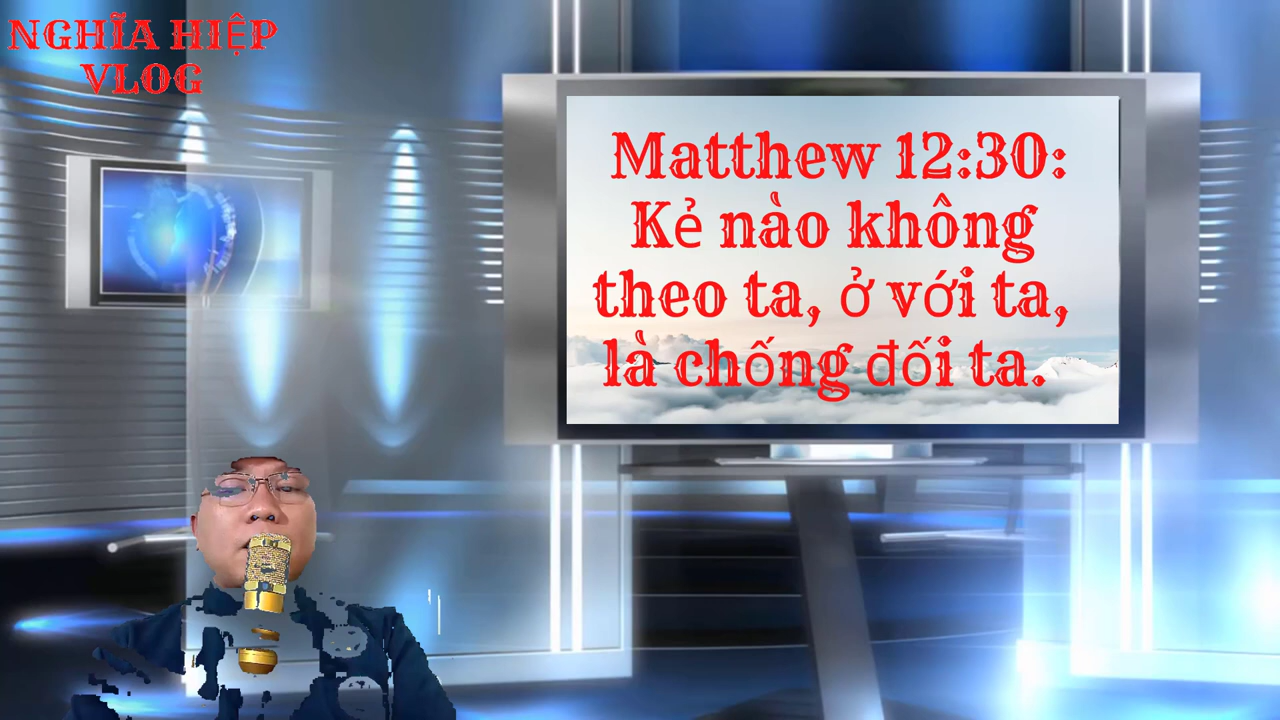 NGHĨA HIỆP
VLOG
Matthew 12:30:
Kẻ nào không
theo ta, ở với ta,
là chống đối ta.